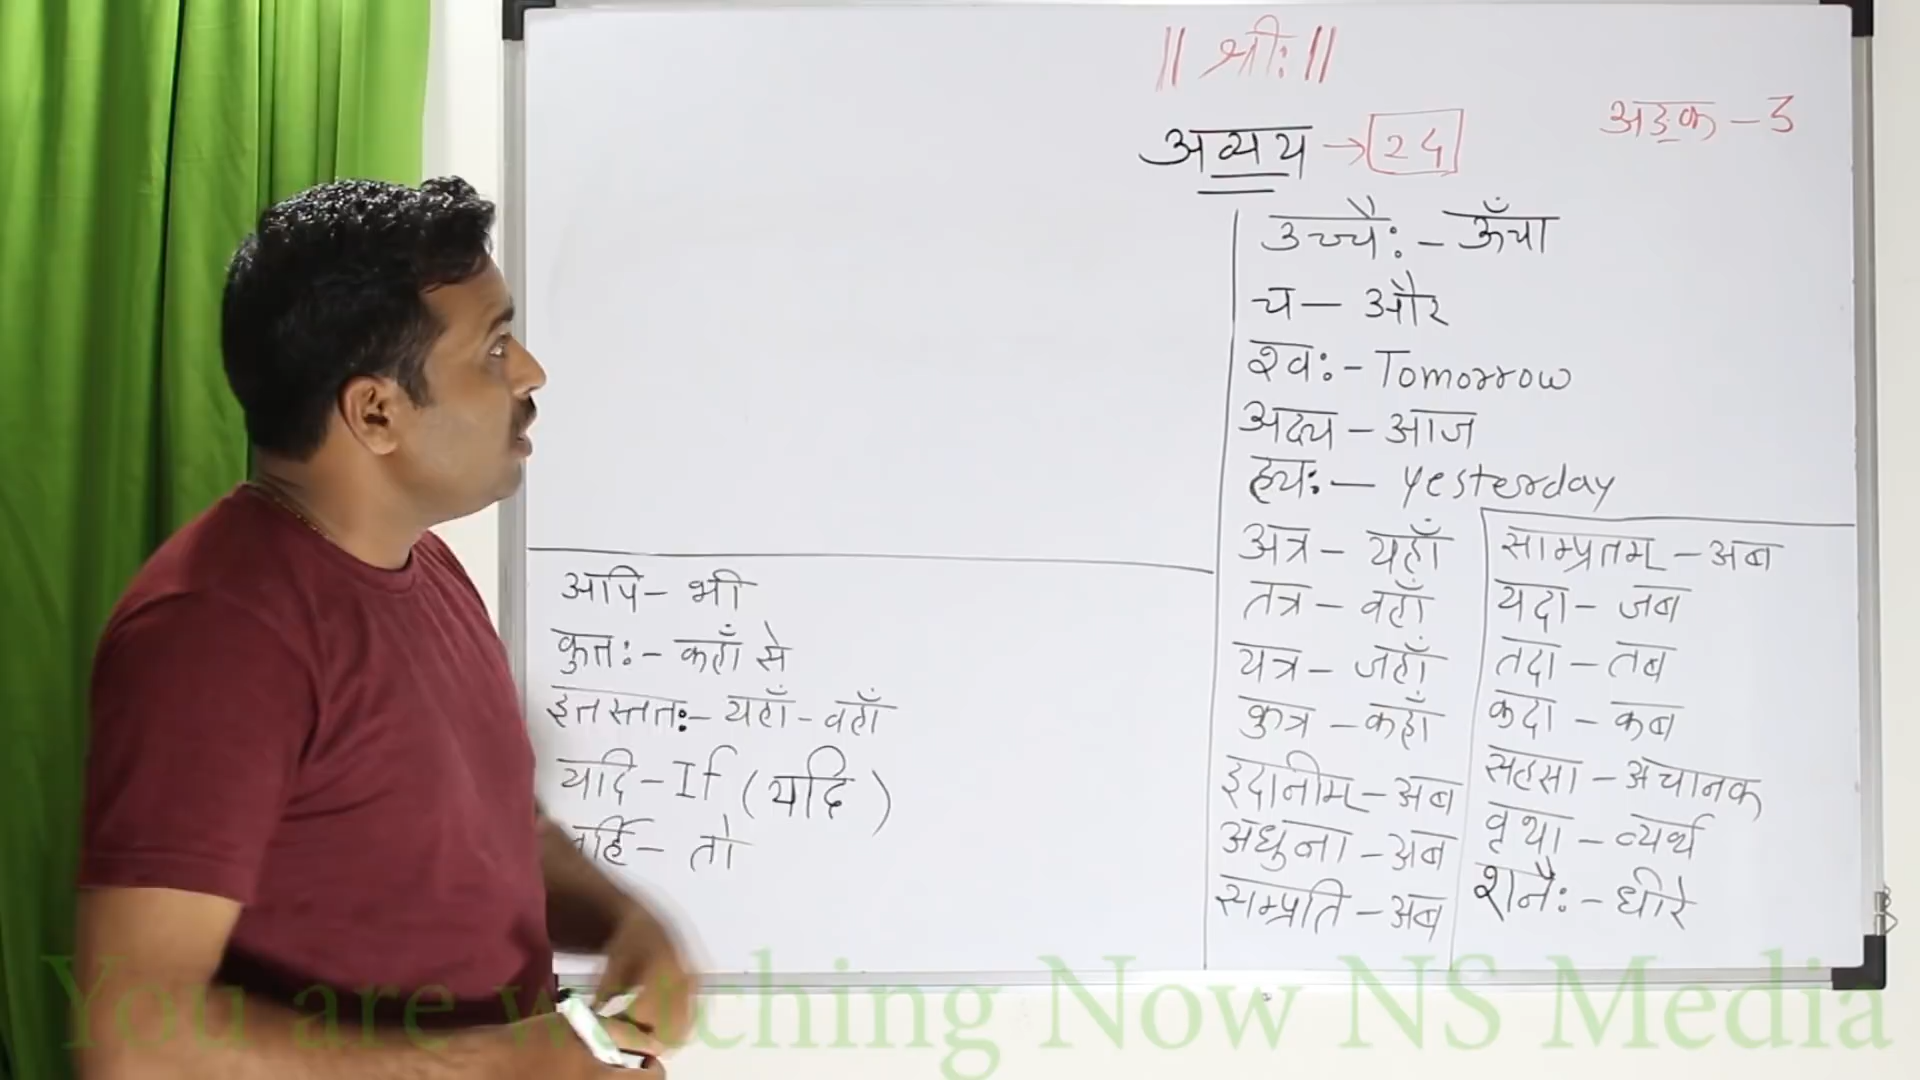 || श्रीः ||
अव्यय → 24
अङ्क - 3
उच्चैः - ऊँचा
च - और
श्वः - Tomorrow
अद्य - आज
ह्यः - Yesterday
अत्र - यहाँ
तत्र - वहाँ
यत्र - जहाँ
कुत्र - कहाँ
इदानीम् - अब
अधुना - अब
सम्प्रति - अब
साम्प्रतम् - अब
यदा - जब
तदा - तब
कदा - कब
सहसा - अचानक
वृथा - व्यर्थ
शनैः - धीरे
अपि - भी
कुतः - कहाँ से
इतस्ततः - यहाँ - वहाँ
यदि - If (यदि)
तर्हि - तो
You are watching Now NS Media